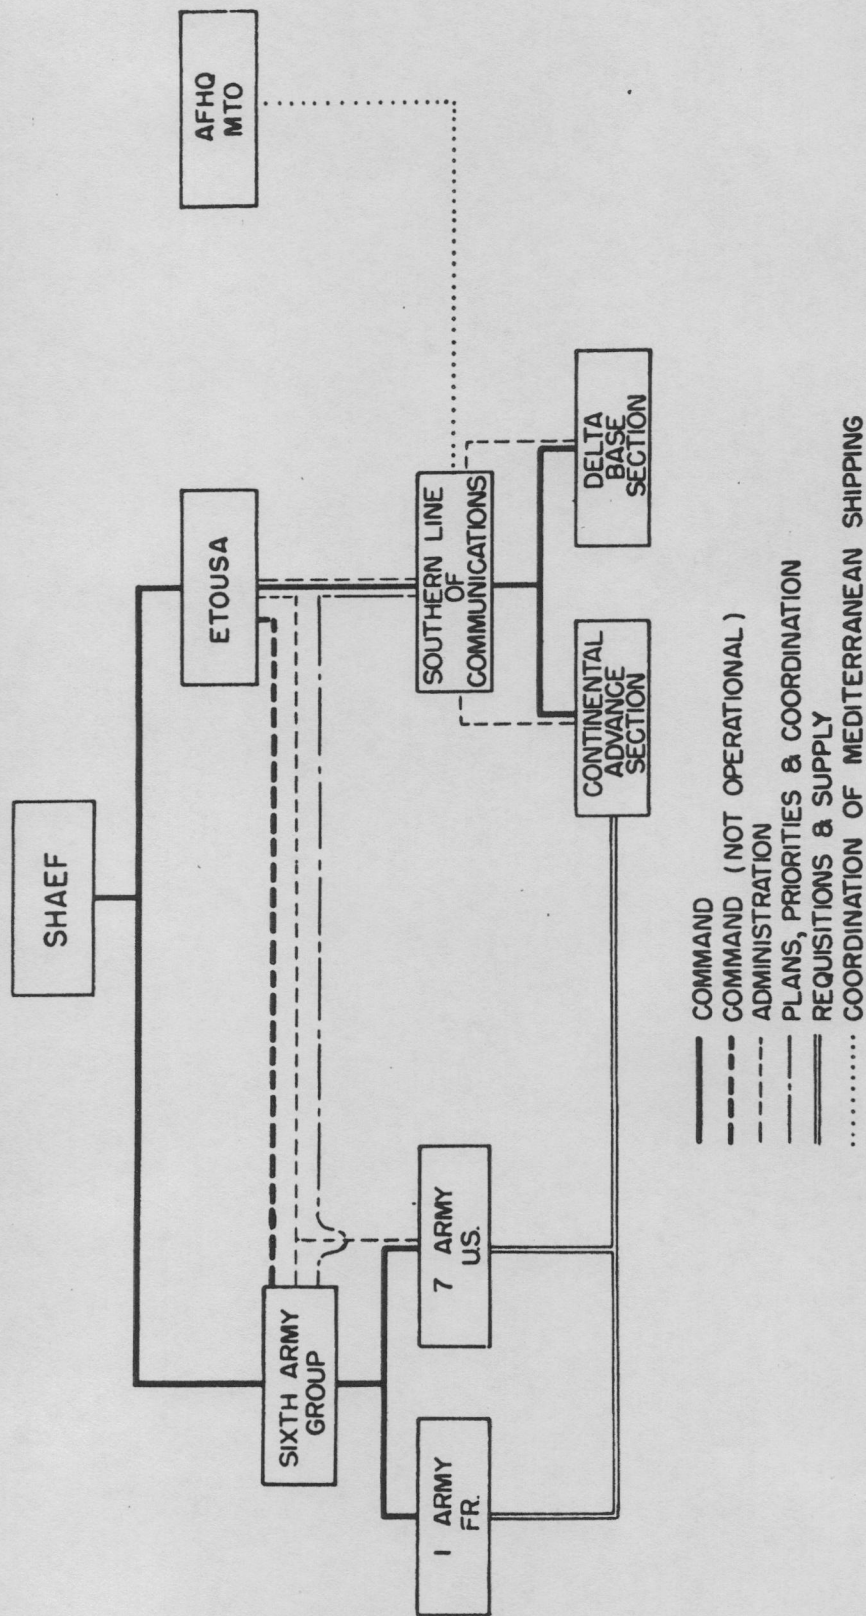 SHAEF
ETOUSA
AFHQ
MTO
SIXTH ARMY
GROUP
1 ARMY
FR.
7 ARMY
U.S.
SOUTHERN LINE
OF
COMMUNICATIONS
CONTINENTAL
ADVANCE
SECTION
DELTA
BASE
SECTION
COMMAND
COMMAND (NOT OPERATIONAL)
ADMINISTRATION
PLANS, PRIORITIES & COORDINATION
REQUISITIONS & SUPPLY
COORDINATION OF MEDITERRANEAN SHIPPING